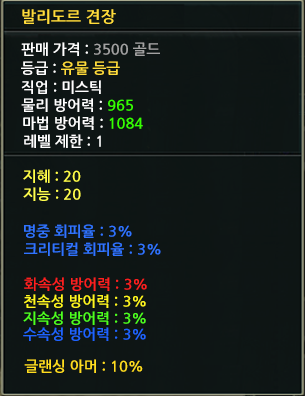 발리도르 견장
판매 가격 : 3500 골드
등급 : 유물 등급
직업 : 미스틱
물리 방어력 : 965
마법 방어력 : 1084
레벨 제한 : 1
지혜 : 20
지능 : 20
명중 회피율 : 3%
크리티컬 회피율 : 3%
화속성 방어력 : 3%
천속성 방어력 : 3%
지속성 방어력 : 3%
수속성 방어력 : 3%
글랜싱 아머 : 10%